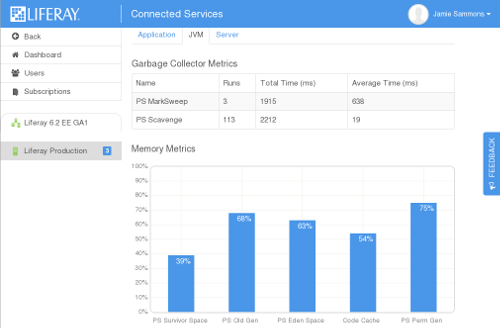 LIFERAY.
Connected Services
Jamie Sammons
Back
Dashboard
Users
Subscriptions
Liferay 6.2 EE GA1
Liferay Production 3
Application JVM Server
Garbage Collector Metrics
Name Runs Total Time (ms) Average Time (ms)
PS MarkSweep 3 1915 638
PS Scavenge 113 2212 19
Memory Metrics
100%
90%
80%
70%
60%
50%
40%
30%
20%
10%
0%
39%
68%
63%
54%
75%
PS Survivor Space PS Old Gen PS Eden Space Code Cache PS Perm Gen
FEEDBACK